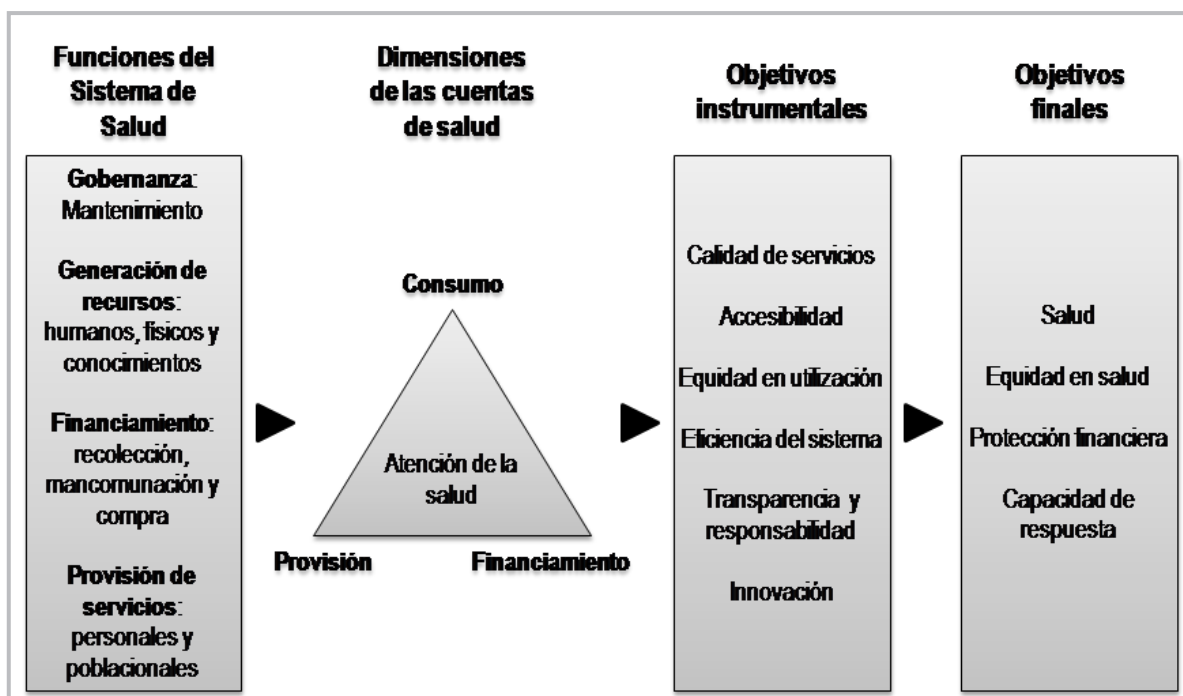 Funciones del
Sistema de
Salud
Gobernanza:
Mantenimiento
Generación de
recursos:
humanos, físicos y
conocimientos
Financiamiento:
recolección,
mancomunación y
compra
Provisión de
servicios:
personales y
poblacionales
Dimensiones
de las cuentas
de salud
Consumo
Atención de la
salud
Provisión
Financiamiento
Objetivos
instrumentales
Calidad de servicios
Accesibilidad
Equidad en utilización
Eficiencia del sistema
Transparencia y
responsabilidad
Innovación
Objetivos
finales
Salud
Equidad en salud
Protección financiera
Capacidad de
respuesta